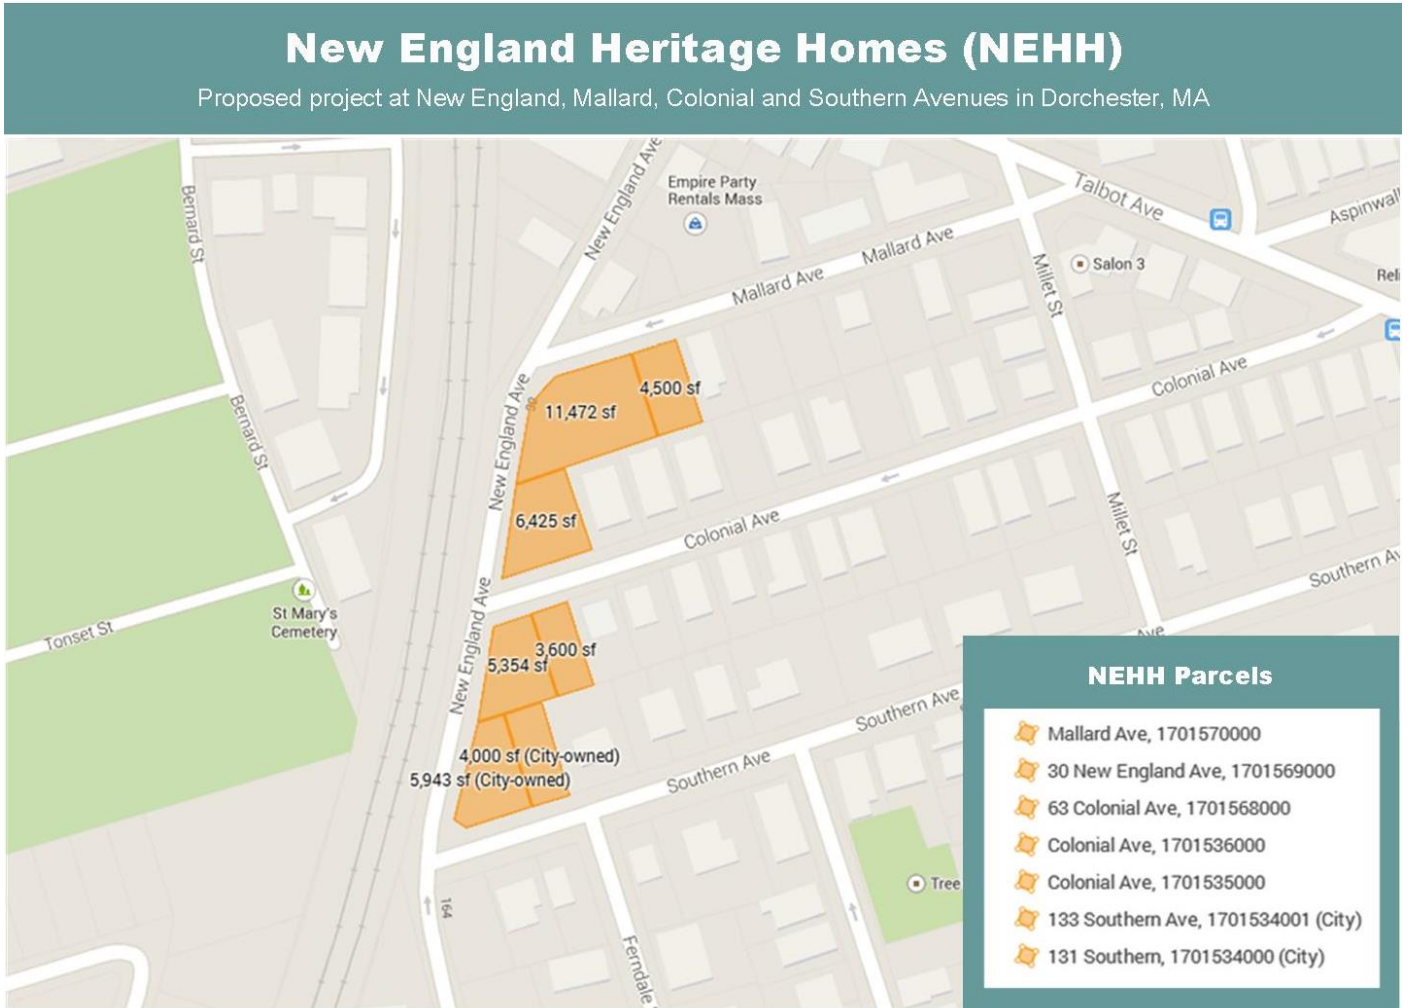 New England Heritage Homes (NEHH)
Proposed project at New England, Mallard, Colonial and Southern Avenues in Dorchester, MA
Bernard St
New England Ave
Empire Party
Rentals Mass
Talbot Ave
Aspinwal
Mallard Ave
Mallard Ave
Millet St
Salon 3
Reli
4,500 sf
11,472 sf
30
New England Ave
Colonial Ave
Bernard St
6,425 sf
Colonial Ave
Millet St
Southern Av
St Mary's
Cemetery
Tonset St
New England Ave
3,600 sf
5,354 sf
Ave
Southern Ave
4,000 sf (City-owned)
5,943 sf (City-owned)
Southern Ave
Tree
164
Ferndale
NEHH Parcels
Mallard Ave, 1701570000
30 New England Ave, 1701569000
63 Colonial Ave, 1701568000
Colonial Ave, 1701536000
Colonial Ave, 1701535000
133 Southern Ave, 1701534001 (City)
131 Southern, 1701534000 (City)